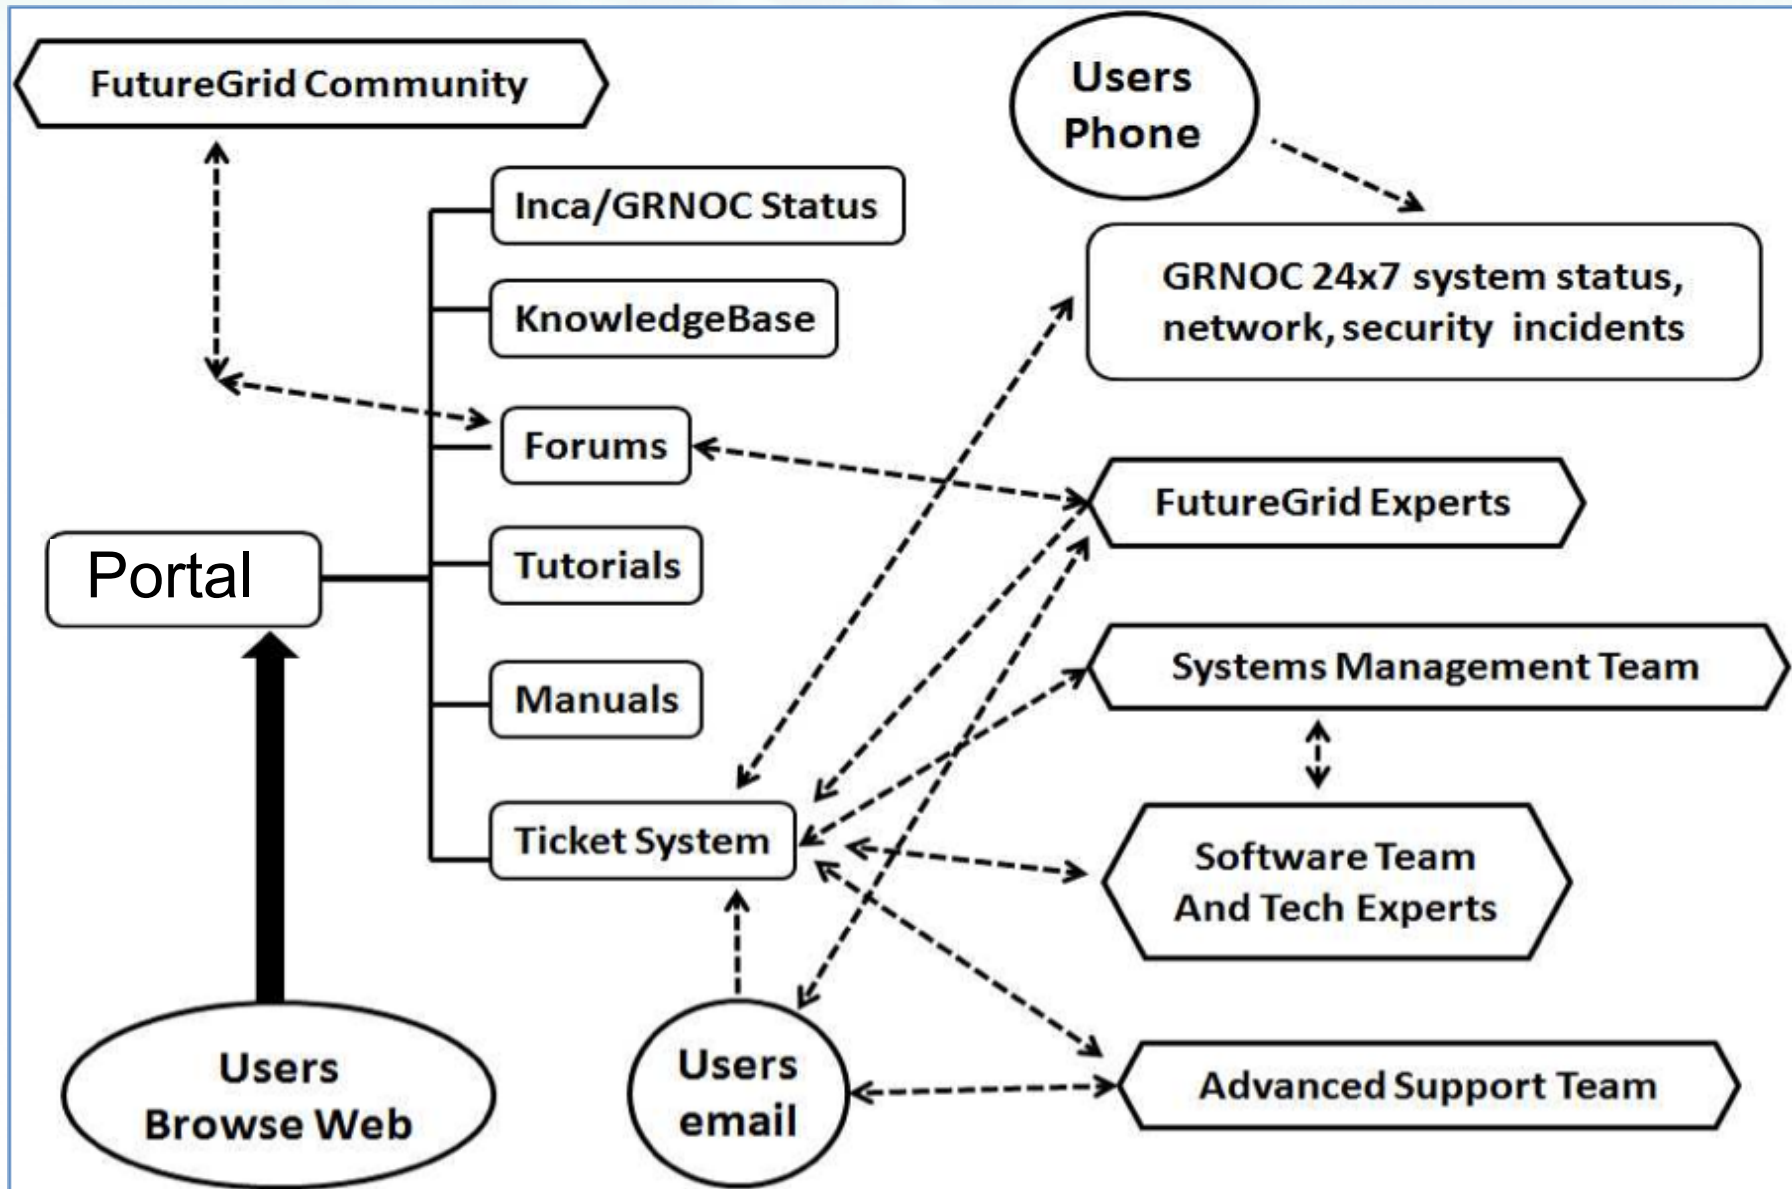 FutureGrid Community
Users
Phone
Inca/GRNOC Status
GRNOC 24x7 system status,
network, security incidents
KnowledgeBase
Forums
FutureGrid Experts
Portal
Tutorials
Systems Management Team
Manuals
Ticket System
Software Team
And Tech Experts
Users
Browse Web
Users
email
Advanced Support Team